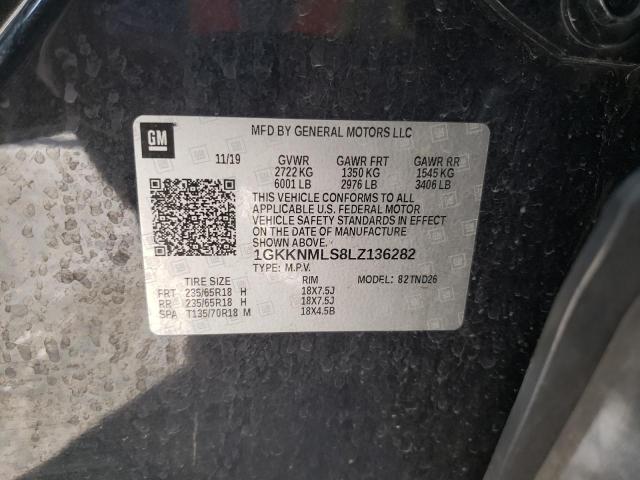 GM
MFD BY GENERAL MOTORS LLC
11/19 GVWR GAWR FRT GAWR RR
2722 KG 1350 KG 1545 KG
6001 LB 2976 LB 3406 LB
THIS VEHICLE CONFORMS TO ALL
APPLICABLE U.S. FEDERAL MOTOR
VEHICLE SAFETY STANDARDS IN EFFECT
ON THE DATE OF MANUFACTURE
SHOWN ABOVE.
1GKKNMLS8LZ136282
TYPE: M.P.V. MODEL: 82TND26
TIRE SIZE RIM
FRT 235/65R18 H 18X7.5J
RR 235/65R18 H 18X7.5J
SPA T135/70R18 M 18X4.5B